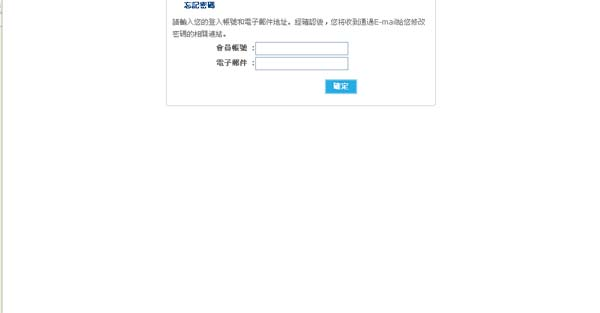 忘記密碼
請輸入您的登入帳號和電子郵件地址。經確認後，您將收到通過E-mail給您修改
密碼的相關連結。
會員帳號 ：
電子郵件 ：
確定